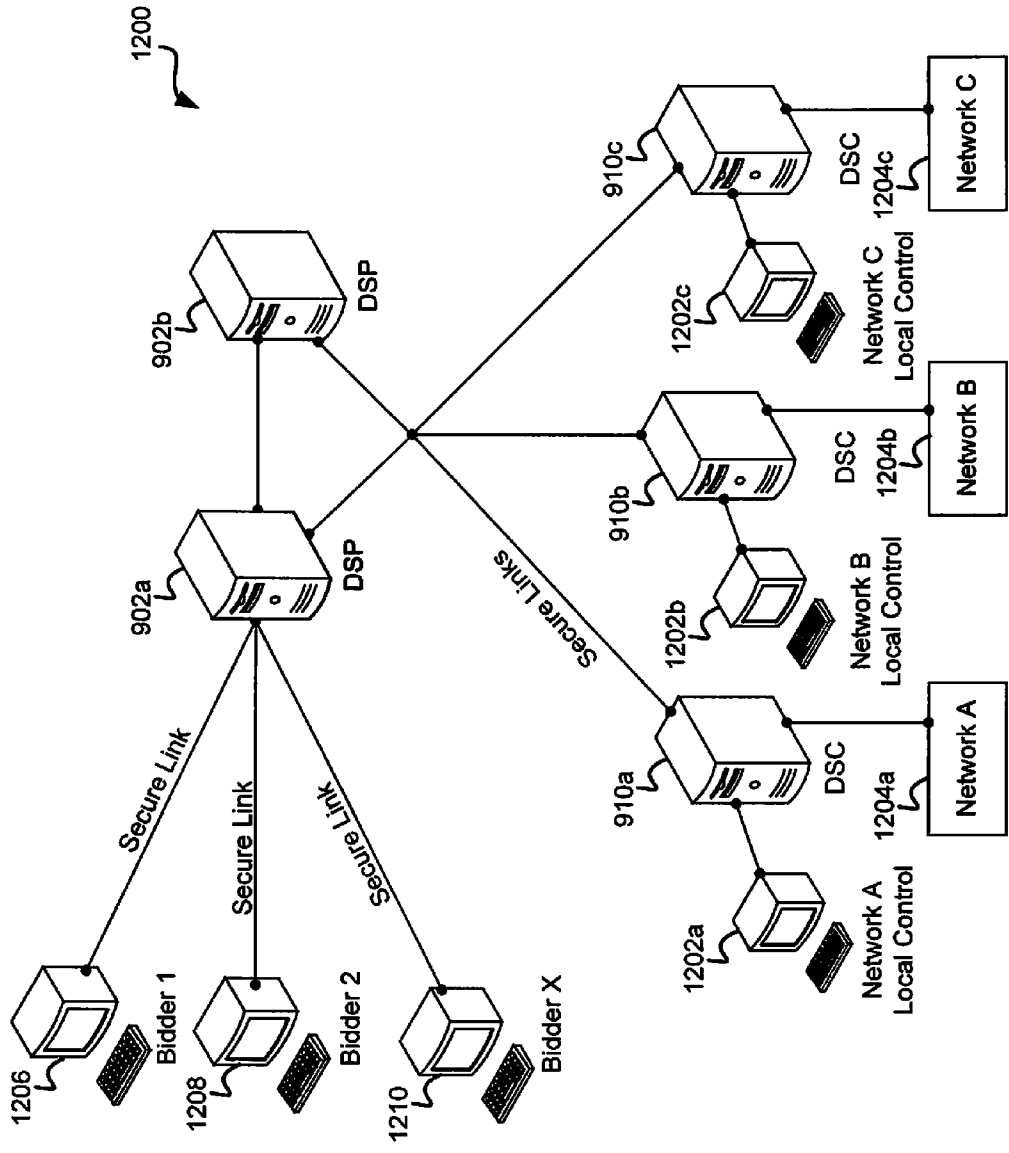 1200
1206
Bidder 1
1208
Bidder 2
1210
Bidder X
Secure Link
Secure Link
Secure Link
902a
DSP
902b
DSP
Secure Links
910a
DSC
1202a
Network A
Local Control
1204a
Network A
910b
DSC
1202b
Network B
Local Control
1204b
Network B
910c
DSC
1202c
Network C
Local Control
1204c
Network C